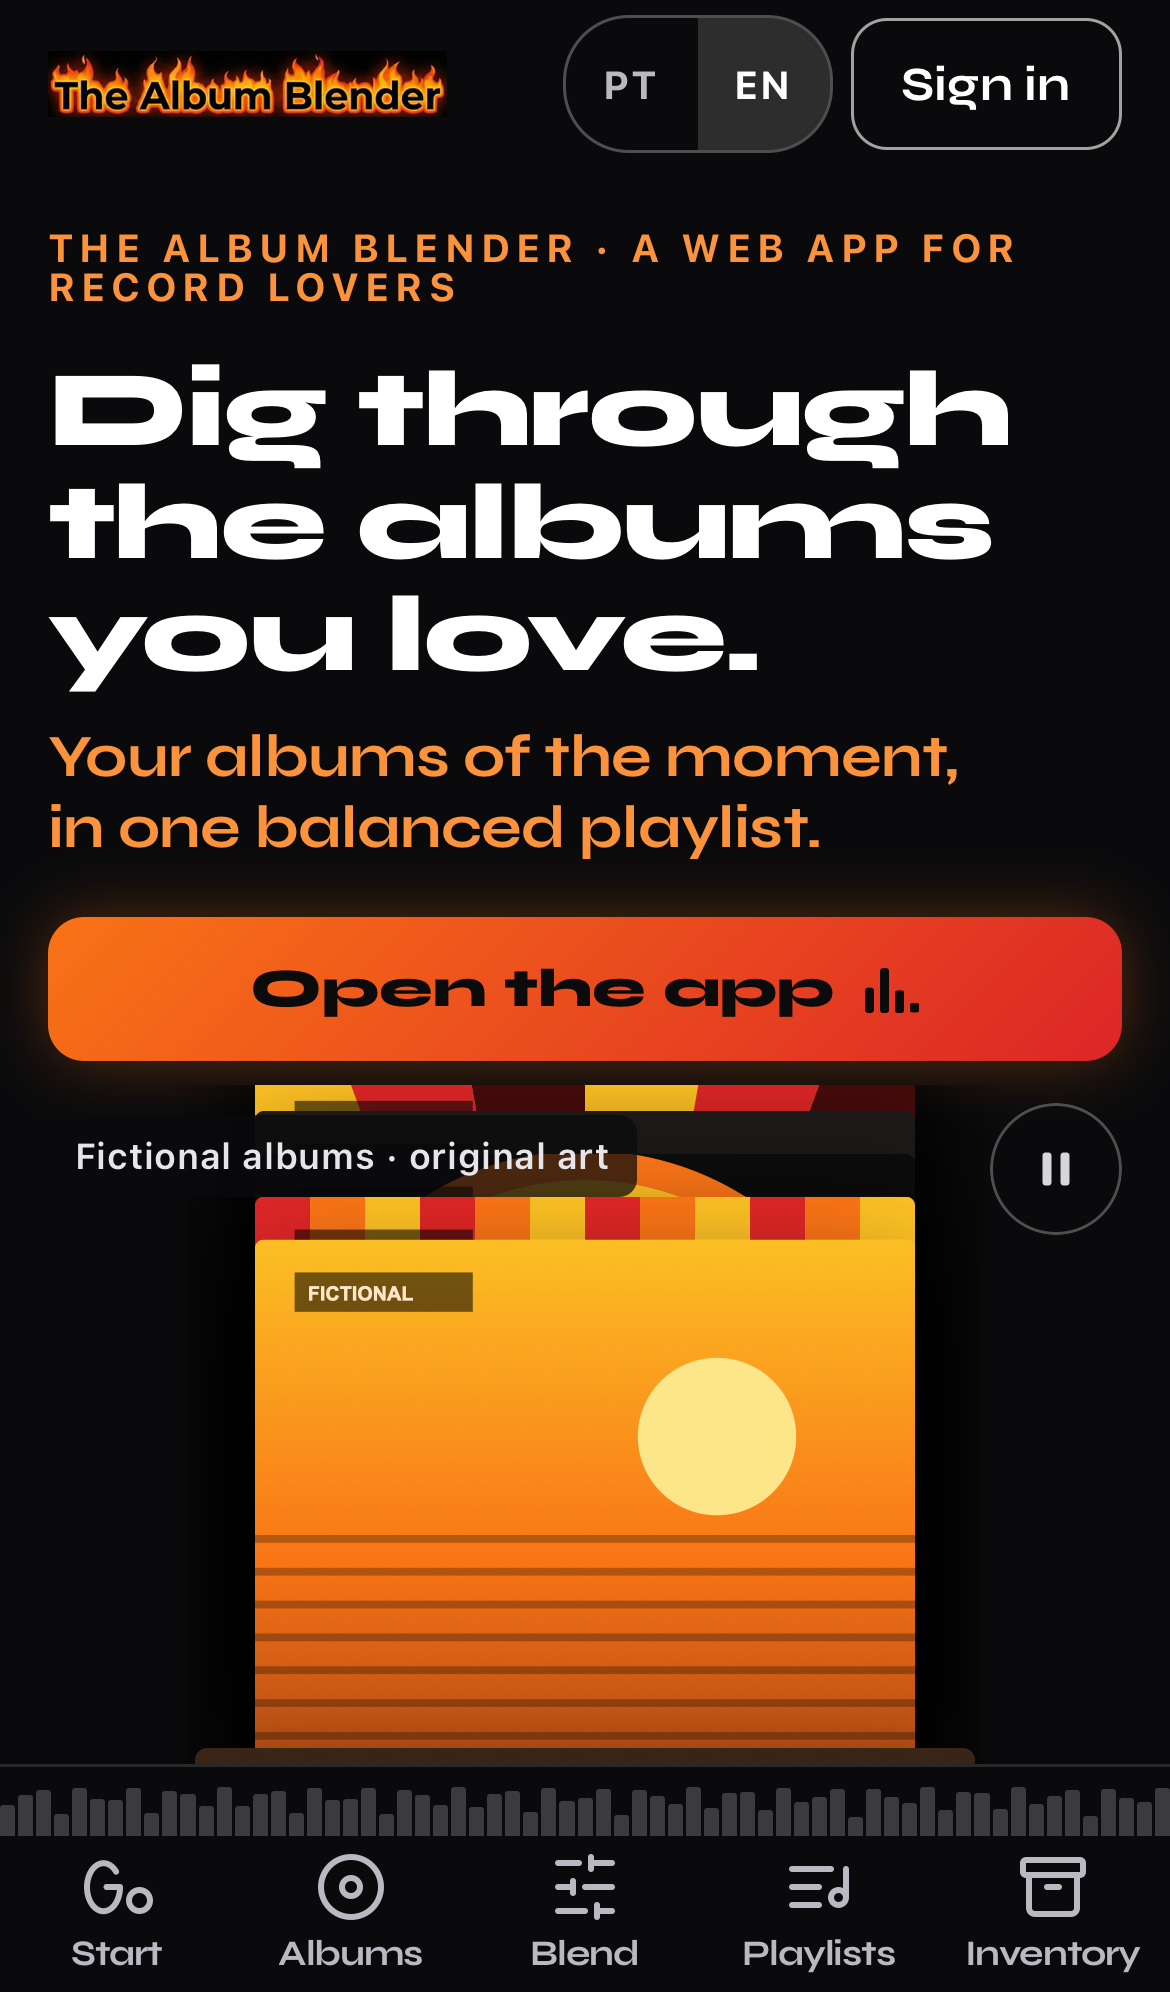 The Album Blender
PT
EN
Sign in
THE ALBUM BLENDER · A WEB APP FOR
RECORD LOVERS
Dig through
the albums
you love.
Your albums of the moment,
in one balanced playlist.
Open the app
Fictional albums · original art
FICTIONAL
Start
Albums
Blend
Playlists
Inventory